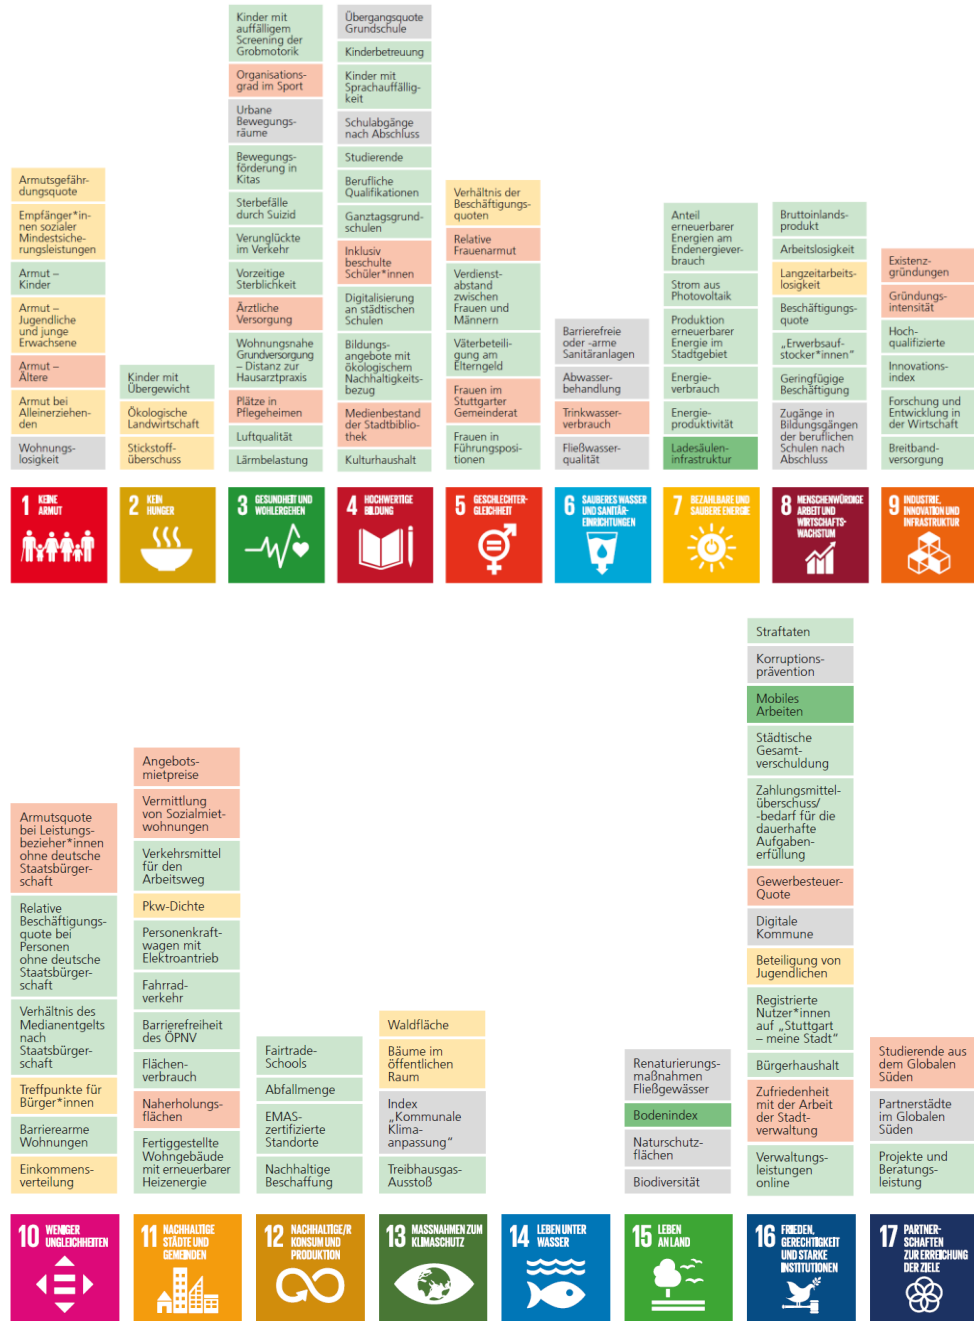 Armutsgefähr-
dungsquote
Empfänger*in-
nen sozialer
Mindestsiche-
rungsleistungen
Armut –
Kinder
Armut –
Jugendliche
und junge
Erwachsene
Armut –
Ältere
Armut bei
Alleinerziehen-
den
Wohnungs-
losigkeit
1 KEINE
ARMUT
Kinder mit
Übergewicht
Ökologische
Landwirtschaft
Stickstoff-
überschuss
2 KEIN
HUNGER
Kinder mit
auffälligem
Screening der
Grobmotorik
Organisations-
grad im Sport
Urbane
Bewegungs-
räume
Bewegungs-
förderung in
Kitas
Sterbefälle
durch Suizid
Verunglückte
im Verkehr
Vorzeitige
Sterblichkeit
Ärztliche
Versorgung
Wohnungsnahe
Grundversorgung
– Distanz zur
Hausarztpraxis
Plätze in
Pflegeheimen
Luftqualität
Lärmbelastung
3 GESUNDHEIT UND
WOHLERGEHEN
Übergangsquote
Grundschule
Kinderbetreuung
Kinder mit
Sprachauffällig-
keit
Schulabgänge
nach Abschluss
Studierende
Berufliche
Qualifikationen
Ganztagsgrund-
schulen
Inklusiv
beschulte
Schüler*innen
Digitalisierung
an städtischen
Schulen
Bildungs-
angebote mit
ökologischem
Nachhaltigkeits-
bezug
Medienbestand
der Stadtbiblio-
thek
Kulturhaushalt
4 HOCHWERTIGE
BILDUNG
Verhältnis der
Beschäftigungs-
quoten
Relative
Frauenarmut
Verdienst-
abstand
zwischen
Frauen und
Männern
Väterbeteili-
gung am
Elterngeld
Frauen im
Stuttgarter
Gemeinderat
Frauen in
Führungsposi-
tionen
5 GESCHLECHTER-
GLEICHHEIT
Barrierefreie
oder -arme
Sanitäranlagen
Abwasser-
behandlung
Trinkwasser-
verbrauch
Fließwasser-
qualität
6 SAUBERES WASSER
UND SANITÄR-
EINRICHTUNGEN
Anteil
erneuerbarer
Energien am
Endenergiever-
brauch
Strom aus
Photovoltaik
Produktion
erneuerbarer
Energie im
Stadtgebiet
Energie-
verbrauch
Energie-
produktivität
Ladesäulen-
infrastruktur
7 BEZAHLBARE UND
SAUBERE ENERGIE
Bruttoinlands-
produkt
Arbeitslosigkeit
Langzeitarbeits-
losigkeit
Beschäftigungs-
quote
„Erwerbsauf-
stocker*innen“
Geringfügige
Beschäftigung
Zugänge in
Bildungsgängen
der beruflichen
Schulen nach
Abschluss
8 MENSCHENWÜRDIGE
ARBEIT UND
WIRTSCHAFTS-
WACHSTUM
Existenz-
gründungen
Gründungs-
intensität
Hoch-
qualifizierte
Innovations-
index
Forschung und
Entwicklung in
der Wirtschaft
Breitband-
versorgung
9 INDUSTRIE,
INNOVATION UND
INFRASTRUKTUR
Armutsquote
bei Leistungs-
bezieher*innen
ohne deutsche
Staatsbürger-
schaft
Relative
Beschäftigungs-
quote bei
Personen
ohne deutsche
Staatsbürger-
schaft
Verhältnis des
Medianentgelts
nach
Staatsbürger-
schaft
Treffpunkte für
Bürger*innen
Barrierearme
Wohnungen
Einkommens-
verteilung
10 WENIGER
UNGLEICHHEITEN
Angebots-
mietpreise
Vermittlung
von Sozialmiet-
wohnungen
Verkehrsmittel
für den
Arbeitsweg
Pkw-Dichte
Personenkraft-
wagen mit
Elektroantrieb
Fahrrad-
verkehr
Barrierefreiheit
des ÖPNV
Flächen-
verbrauch
Naherholungs-
flächen
Fertiggestellte
Wohngebäude
mit erneuerbarer
Heizenergie
11 NACHHALTIGE
STÄDTE UND
GEMEINDEN
Fairtrade-
Schools
Abfallmenge
EMAS-
zertifizierte
Standorte
Nachhaltige
Beschaffung
12 NACHHALTIGE/R
KONSUM UND
PRODUKTION
Waldfläche
Bäume im
öffentlichen
Raum
Index
„Kommunale
Klima-
anpassung“
Treibhausgas-
Ausstoß
13 MASSNAHMEN ZUM
KLIMASCHUTZ
14 LEBEN UNTER
WASSER
Renaturierungs-
maßnahmen
Fließgewässer
Bodenindex
Naturschutz-
flächen
Biodiversität
15 LEBEN
AN LAND
Straftaten
Korruptions-
prävention
Mobiles
Arbeiten
Städtische
Gesamt-
verschuldung
Zahlungsmittel-
überschuss/
-bedarf für die
dauerhafte
Aufgaben-
erfüllung
Gewerbesteuer-
Quote
Digitale
Kommune
Beteiligung von
Jugendlichen
Registrierte
Nutzer*innen
auf „Stuttgart
– meine Stadt“
Bürgerhaushalt
Zufriedenheit
mit der Arbeit
der Stadt-
verwaltung
Verwaltungs-
leistungen
online
16 FRIEDEN,
GERECHTIGKEIT
UND STARKE
INSTITUTIONEN
Studierende aus
dem Globalen
Süden
Partnerstädte
im Globalen
Süden
Projekte und
Beratungs-
leistung
17 PARTNER-
SCHAFTEN
ZUR ERREICHUNG
DER ZIELE